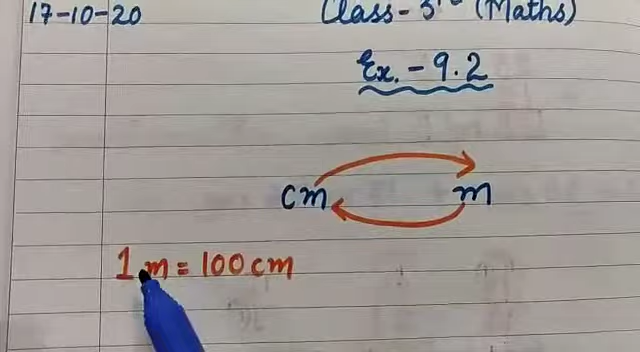 17-10-20
Class- 3rd (Maths)
Ex. - 9.2
cm m
1 m = 100 cm